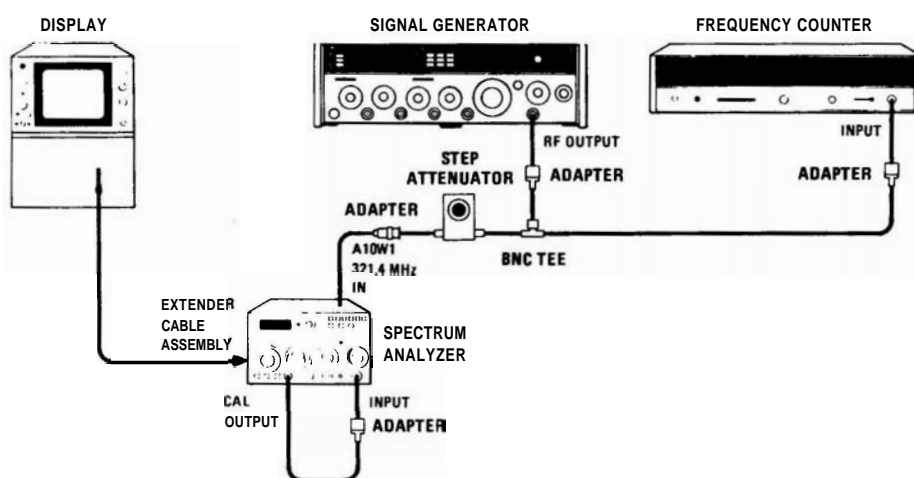 DISPLAY
SIGNAL GENERATOR
FREQUENCY COUNTER
RF OUTPUT
INPUT
STEP
ATTENUATOR
ADAPTER
ADAPTER
ADAPTER
A10W1
321,4 MHz
IN
BNC TEE
EXTENDER
CABLE
ASSEMBLY
SPECTRUM
ANALYZER
CAL
OUTPUT
INPUT
ADAPTER